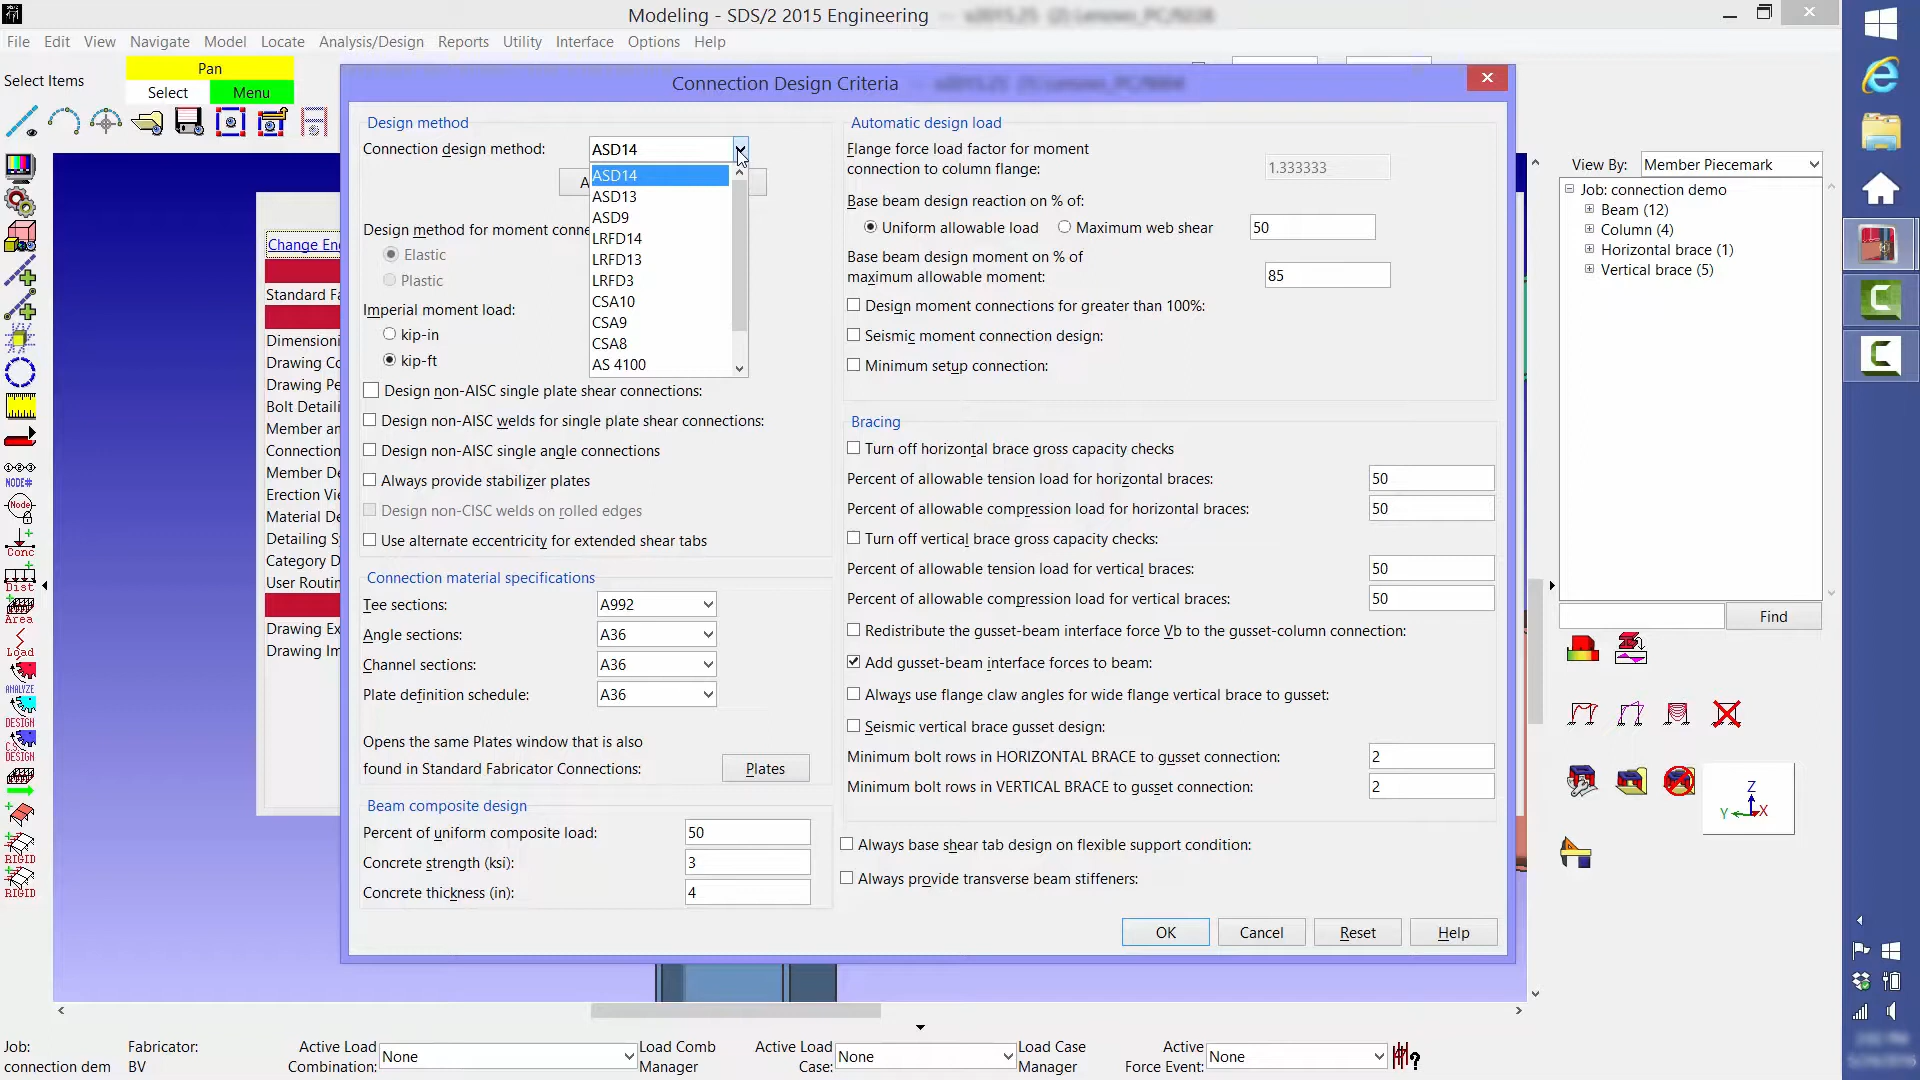 Modeling - SDS/2 2015 Engineering
File Edit View Navigate Model Locate Analysis/Design Reports Utility Interface Options Help
Select Items
Pan
Select Menu
Connection Design Criteria
Design method
Connection design method: ASD14
ASD14
ASD13
ASD9
LRFD14
LRFD13
LRFD3
CSA10
CSA9
CSA8
AS 4100
A
Design method for moment conne
Elastic
Plastic
Imperial moment load:
kip-in
kip-ft
Design non-AISC single plate shear connections:
Design non-AISC welds for single plate shear connections:
Design non-AISC single angle connections
Always provide stabilizer plates
Design non-CISC welds on rolled edges
Use alternate eccentricity for extended shear tabs
Connection material specifications
Tee sections: A992
Angle sections: A36
Channel sections: A36
Plate definition schedule: A36
Opens the same Plates window that is also
found in Standard Fabricator Connections: Plates
Beam composite design
Percent of uniform composite load: 50
Concrete strength (ksi): 3
Concrete thickness (in): 4
Automatic design load
Flange force load factor for moment
connection to column flange: 1.333333
Base beam design reaction on % of:
Uniform allowable load Maximum web shear 50
Base beam design moment on % of
maximum allowable moment: 85
Design moment connections for greater than 100%:
Seismic moment connection design:
Minimum setup connection:
Bracing
Turn off horizontal brace gross capacity checks
Percent of allowable tension load for horizontal braces: 50
Percent of allowable compression load for horizontal braces: 50
Turn off vertical brace gross capacity checks:
Percent of allowable tension load for vertical braces: 50
Percent of allowable compression load for vertical braces: 50
Redistribute the gusset-beam interface force Vb to the gusset-column connection:
Add gusset-beam interface forces to beam:
Always use flange claw angles for wide flange vertical brace to gusset:
Seismic vertical brace gusset design:
Minimum bolt rows in HORIZONTAL BRACE to gusset connection: 2
Minimum bolt rows in VERTICAL BRACE to gusset connection: 2
Always base shear tab design on flexible support condition:
Always provide transverse beam stiffeners:
OK Cancel Reset Help
Change En
Standard Fa
Dimensioni
Drawing Co
Drawing Pe
Bolt Detaili
Member an
Connection
Member De
Erection Vie
Material De
Detailing Sy
Category D
User Routin
Drawing Ex
Drawing Im
NODE#
Node
Conc
Dist
Area
Load
ANALYZE
DESIGN
C.S.
DESIGN
RIGID
RIGID
View By: Member Piecemark
Job: connection demo
Beam (12)
Column (4)
Horizontal brace (1)
Vertical brace (5)
Find
Z
Y X
Job:
connection dem
Fabricator:
BV
Active Load
Combination: None
Load Comb
Manager
Active Load
Case: None
Load Case
Manager
Active
Force Event: None